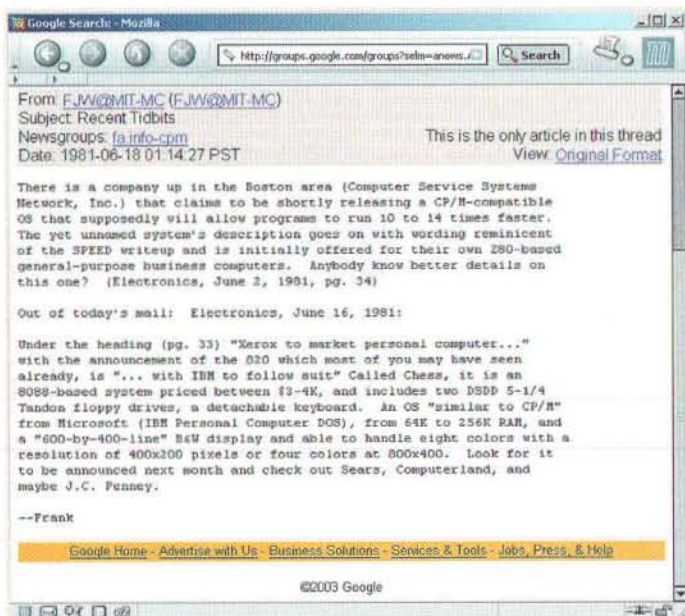 Google Search: - Mozilla
http://groups.google.com/groups?selm=anews. Search
From: FJW@MIT-MC (FJW@MIT-MC)
Subject: Recent Tidbits
Newsgroups: fa.info-cpm This is the only article in this thread
Date: 1981-06-18 01:14:27 PST View: Original Format
There is a company up in the Boston area (Computer Service Systems
Network, Inc.) that claims to be shortly releasing a CP/M-compatible
OS that supposedly will allow programs to run 10 to 14 times faster.
The yet unnamed system's description goes on with wording reminicent
of the SPEED writeup and is initially offered for their own Z80-based
general-purpose business computers. Anybody know better details on
this one? (Electronics, June 2, 1981, pg. 34)
Out of today's mail: Electronics, June 16, 1981:
Under the heading (pg. 33) "Xerox to market personal computer..."
with the announcement of the 820 which most of you may have seen
already, is "... with IBM to follow suit" Called Chess, it is an
8088-based system priced between $3-4K, and includes two DSDD 5-1/4
Tandon floppy drives, a detachable keyboard. An OS "similar to CP/M"
from Microsoft (IBM Personal Computer DOS), from 64K to 256K RAM, and
a "600-by-400-line" B&W display and able to handle eight colors with a
resolution of 400x200 pixels or four colors at 800x400. Look for it
to be announced next month and check out Sears, Computerland, and
maybe J.C. Penney.
--Frank
Google Home - Advertise with Us - Business Solutions - Services & Tools - Jobs, Press, & Help
©2003 Google